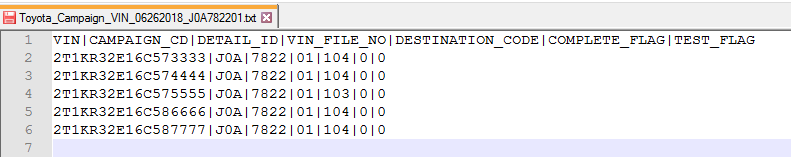 Toyota_Campaign_VIN_06262018_J0A782201.txt
1 VIN|CAMPAIGN_CD|DETAIL_ID|VIN_FILE_NO|DESTINATION_CODE|COMPLETE_FLAG|TEST_FLAG
2 2T1KR32E16C573333|J0A|7822|01|104|0|0
3 2T1KR32E16C574444|J0A|7822|01|104|0|0
4 2T1KR32E16C575555|J0A|7822|01|103|0|0
5 2T1KR32E16C586666|J0A|7822|01|104|0|0
6 2T1KR32E16C587777|J0A|7822|01|104|0|0
7